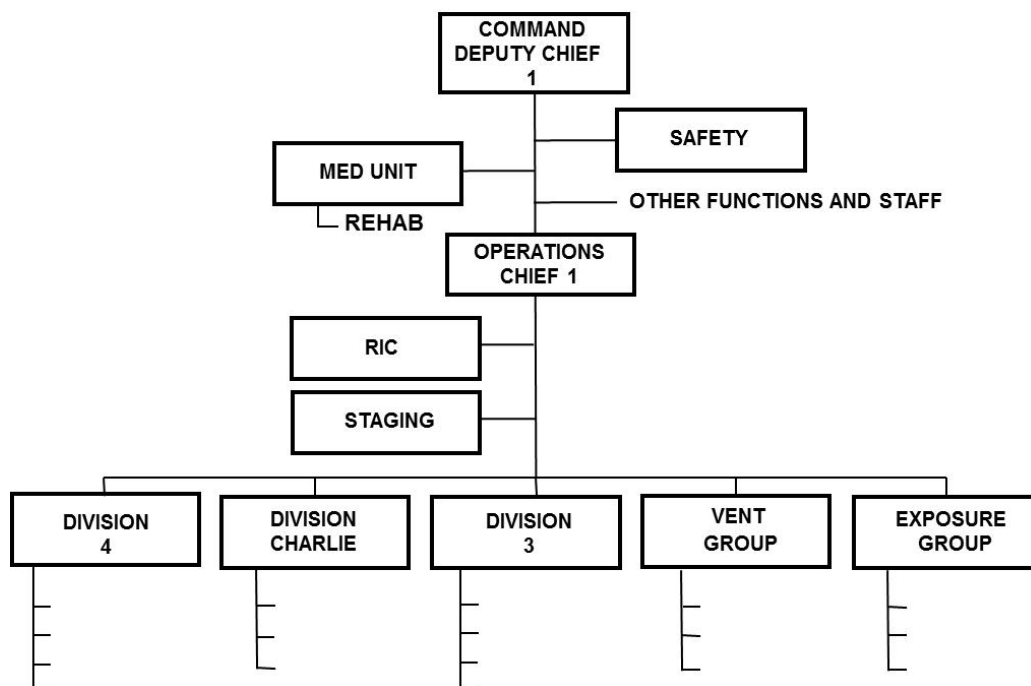 COMMAND
DEPUTY CHIEF
1
SAFETY
MED UNIT
OTHER FUNCTIONS AND STAFF
REHAB
OPERATIONS
CHIEF 1
RIC
STAGING
DIVISION
4
DIVISION
CHARLIE
DIVISION
3
VENT
GROUP
EXPOSURE
GROUP